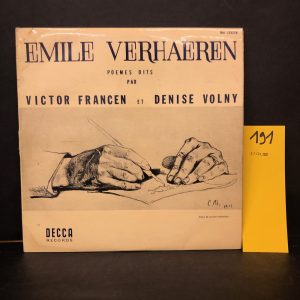 EMILE VERHAEREN
POEMES DITS
PAR
VICTOR FRANCEN ET DENISE VOLNY
DECCA
RECORDS
191